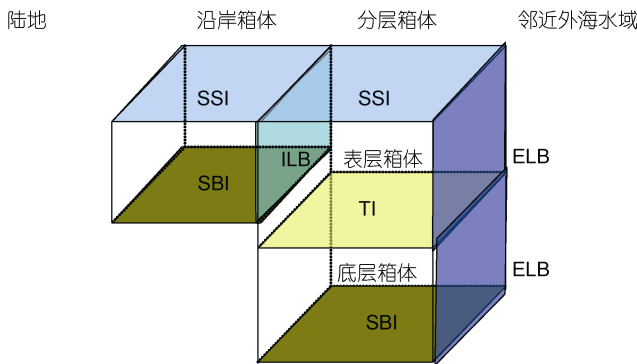 陆地 沿岸箱体 分层箱体 邻近外海水域
SSI SSI
ILB 表层箱体 ELB
SBI
TI
底层箱体 ELB
SBI